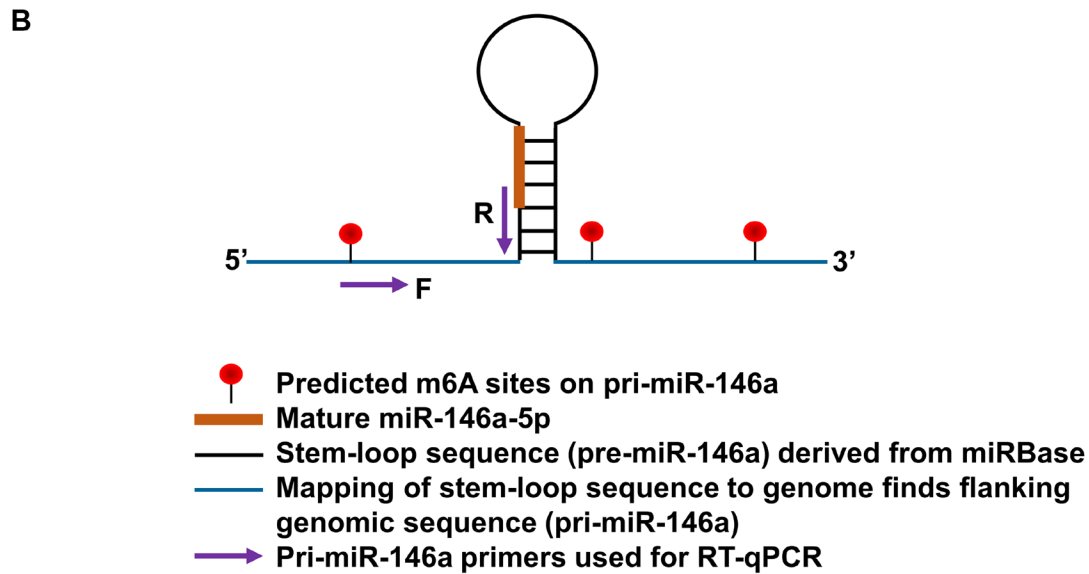 B
R
5’
3’
F
Predicted m6A sites on pri-miR-146a
Mature miR-146a-5p
Stem-loop sequence (pre-miR-146a) derived from miRBase
Mapping of stem-loop sequence to genome finds flanking
genomic sequence (pri-miR-146a)
Pri-miR-146a primers used for RT-qPCR